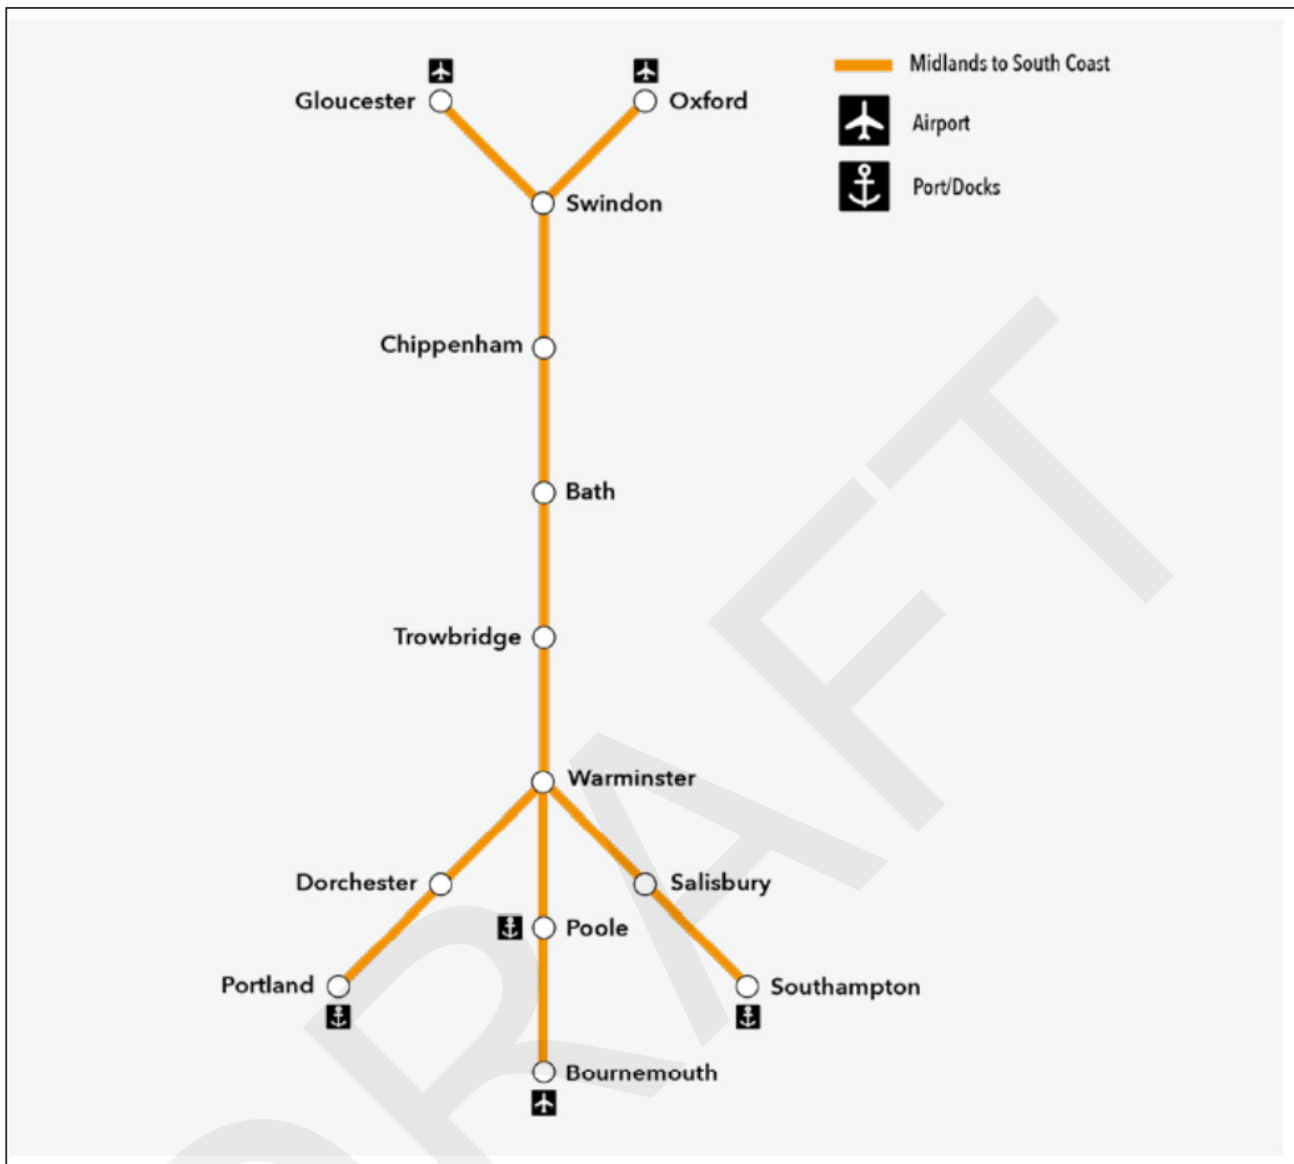 Midlands to South Coast
Gloucester
Oxford
Airport
Swindon
Port/Docks
Chippenham
Bath
Trowbridge
Warminster
Dorchester
Salisbury
Poole
Portland
Southampton
Bournemouth
DRAFT